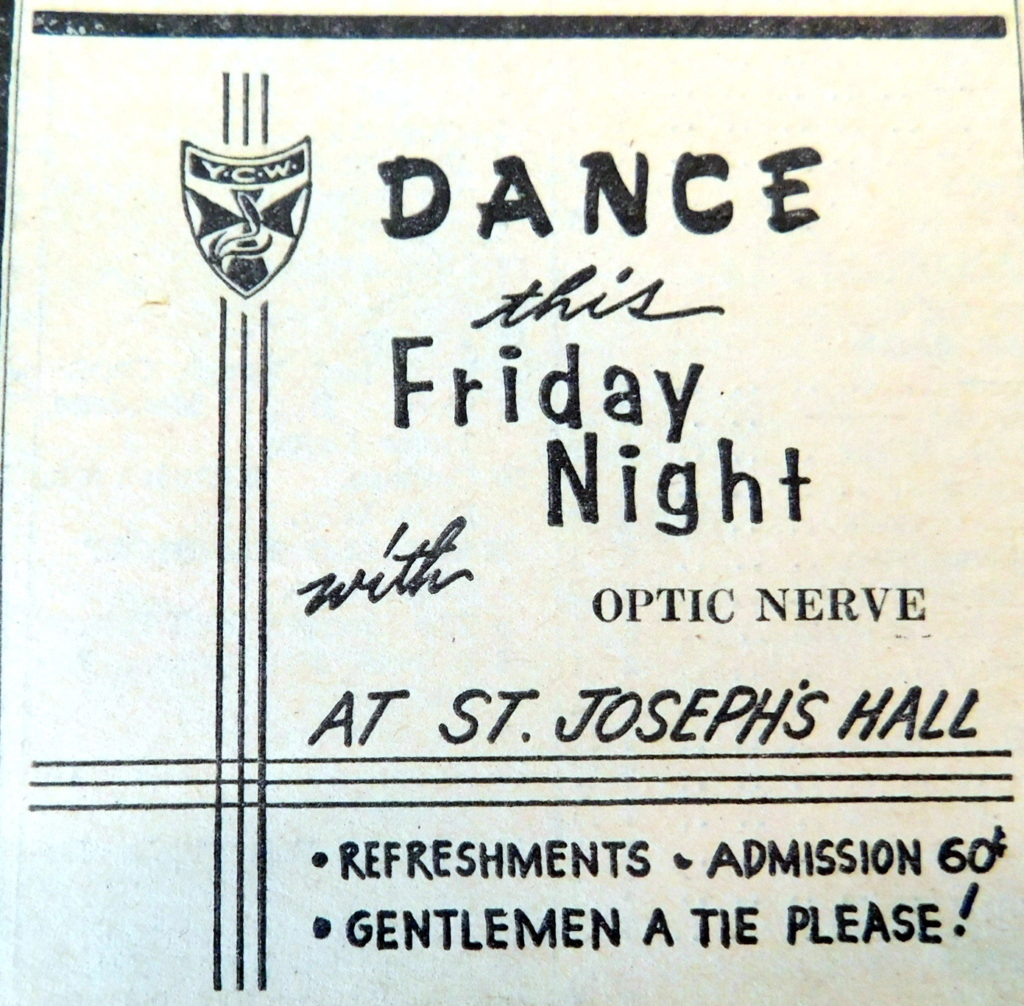 Y.C.W.
DANCE
this
Friday
Night
with
OPTIC NERVE
AT ST. JOSEPH'S HALL
• REFRESHMENTS • ADMISSION 60¢
• GENTLEMEN A TIE PLEASE!